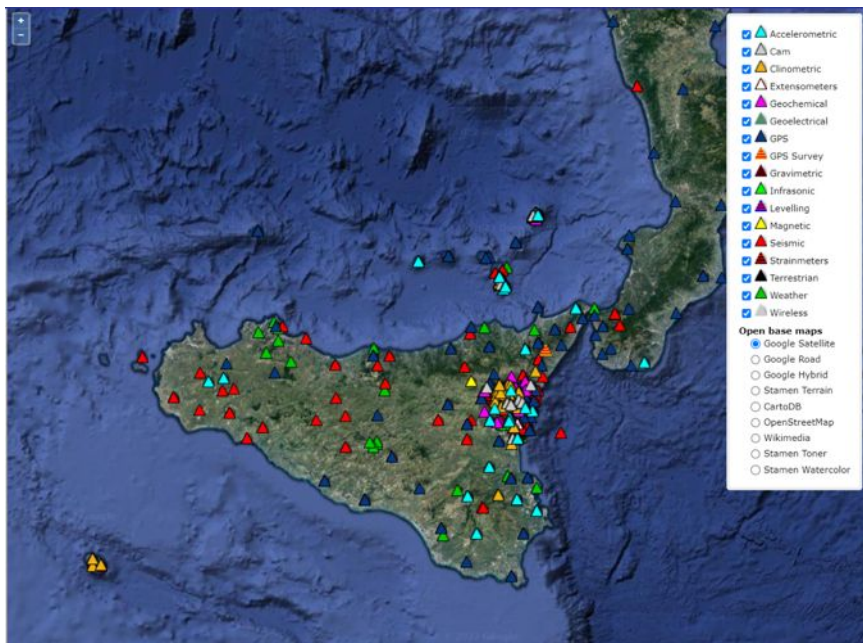 +
−
Accelerometric
Cam
Clinometric
Extensometers
Geochemical
Geoelectrical
GPS
GPS Survey
Gravimetric
Infrasonic
Levelling
Magnetic
Seismic
Strainmeters
Terrestrian
Weather
Wireless
Open base maps
Google Satellite
Google Road
Google Hybrid
Stamen Terrain
CartoDB
OpenStreetMap
Wikimedia
Stamen Toner
Stamen Watercolor